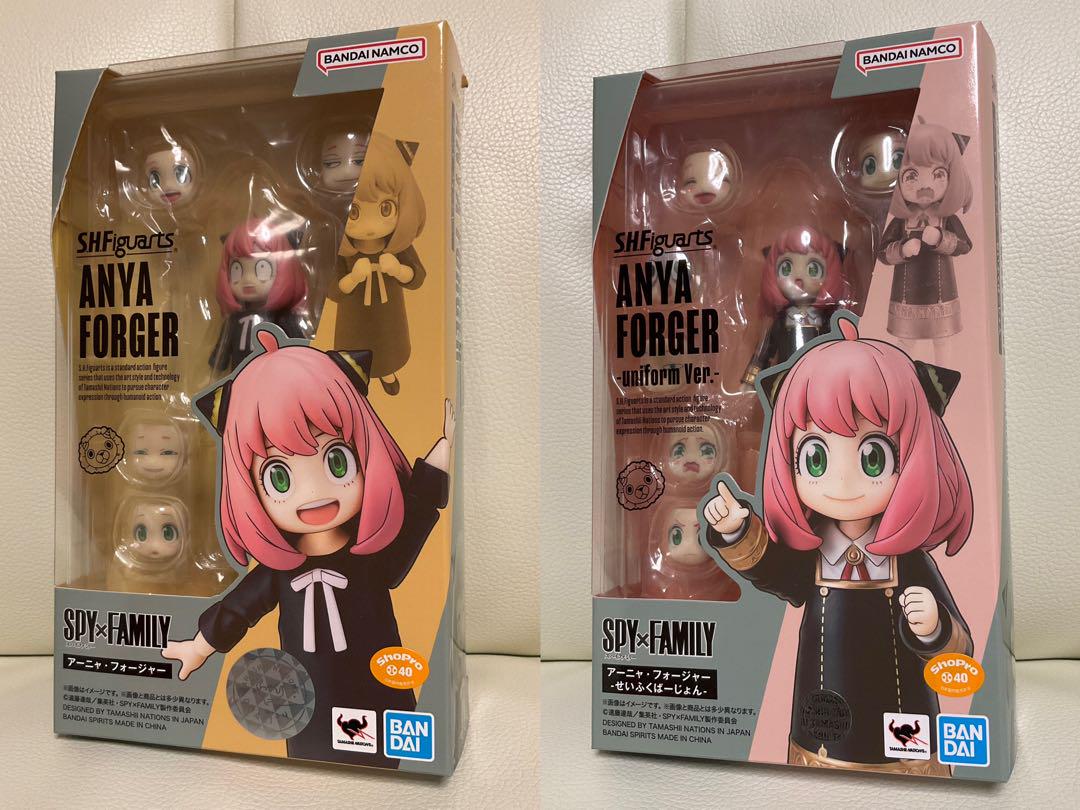 BANDAI NAMCO
S.H.Figuarts
ANYA
FORGER
S.H.Figuarts is a standard action figure
series that uses the art style and technology
of Tamashii Nations to pursue character
expression through humanoid action.
SPY×FAMILY
アーニャ・フォージャー
※画像はイメージです。※画像と商品とは多少異なります。
©遠藤達哉／集英社・SPY×FAMILY製作委員会
DESIGNED BY TAMASHII NATIONS IN JAPAN
BANDAI SPIRITS MADE IN CHINA
ShoPro
40
TAMASHII NATIONS
BAN
DAI
BANDAI NAMCO
S.H.Figuarts
ANYA
FORGER
-uniform Ver.-
S.H.Figuarts is a standard action figure
series that uses the art style and technology
of Tamashii Nations to pursue character
expression through humanoid action.
SPY×FAMILY
アーニャ・フォージャー
-せいふくばーじょん-
※画像はイメージです。※画像と商品とは多少異なります。
©遠藤達哉／集英社・SPY×FAMILY製作委員会
DESIGNED BY TAMASHII NATIONS IN JAPAN
BANDAI SPIRITS MADE IN CHINA
ShoPro
40
TAMASHII NATIONS
BAN
DAI